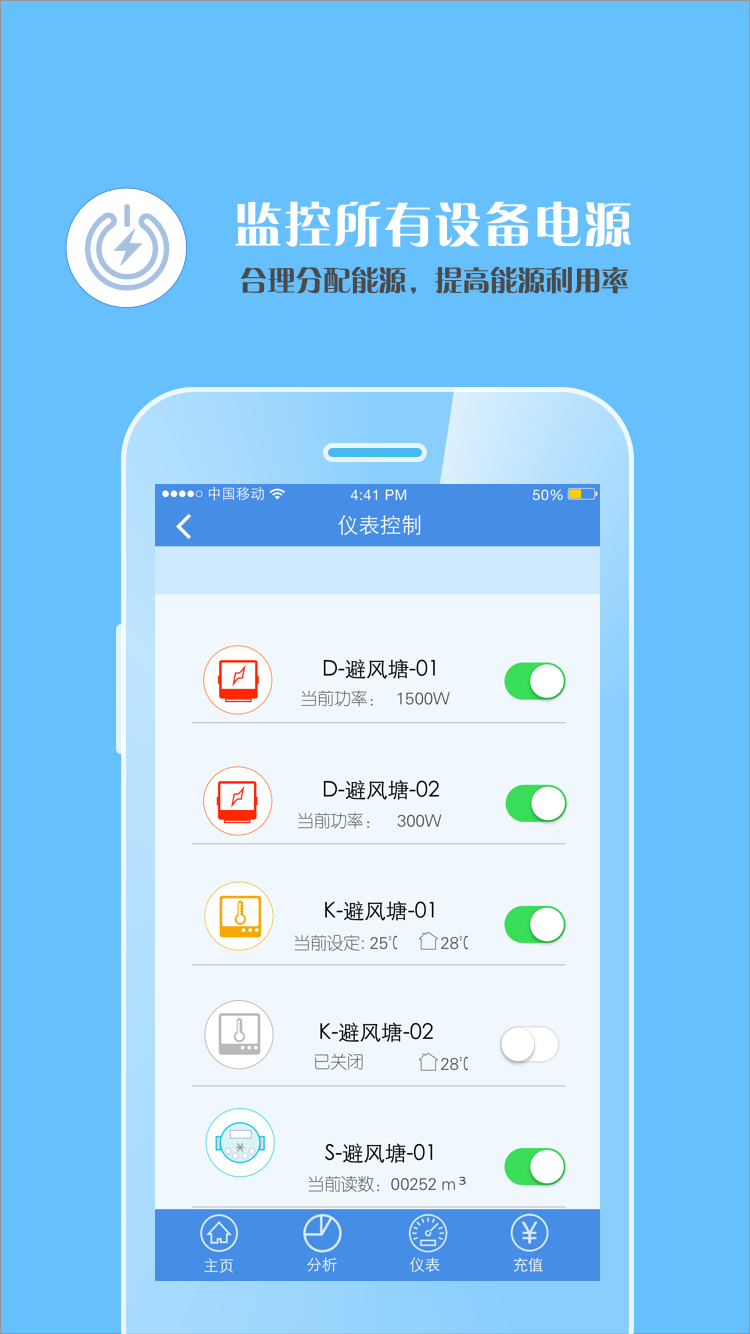 监控所有设备电源
合理分配能源，提高能源利用率
中国移动 4:41 PM 50%
仪表控制
D-避风塘-01
当前功率： 1500W
D-避风塘-02
当前功率： 300W
K-避风塘-01
当前设定: 25℃ 28℃
K-避风塘-02
已关闭 28℃
S-避风塘-01
当前读数: 00252 m³
主页 分析 仪表 充值